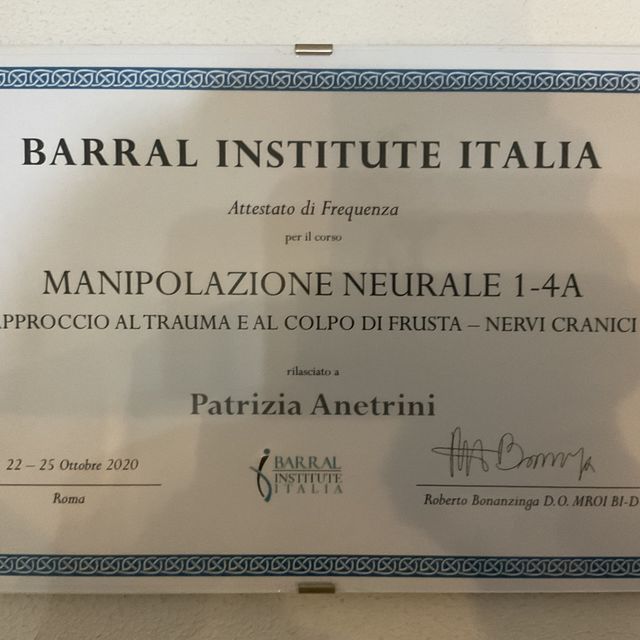 BARRAL INSTITUTE ITALIA
Attestato di Frequenza
per il corso
MANIPOLAZIONE NEURALE 1-4A
PPROCCIO AL TRAUMA E AL COLPO DI FRUSTA – NERVI CRANICI
rilasciato a
Patrizia Anetrini
22 – 25 Ottobre 2020
Roma
BARRAL
INSTITUTE
ITALIA
Roberto Bonanzinga D.O. MROI BI-D